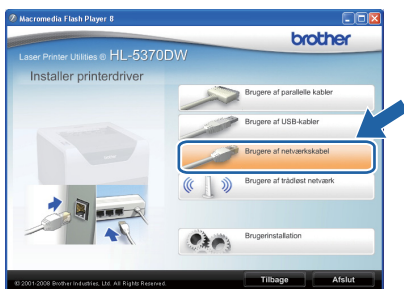 Macromedia Flash Player 8
brother
Laser Printer Utilities ® HL-5370DW
Installer printerdriver
Brugere af parallelle kabler
Brugere af USB-kabler
Brugere af netværkskabel
Brugere af trådløst netværk
Brugerinstallation
© 2001-2008 Brother Industries, Ltd. All Rights Reserved.
Tilbage
Afslut